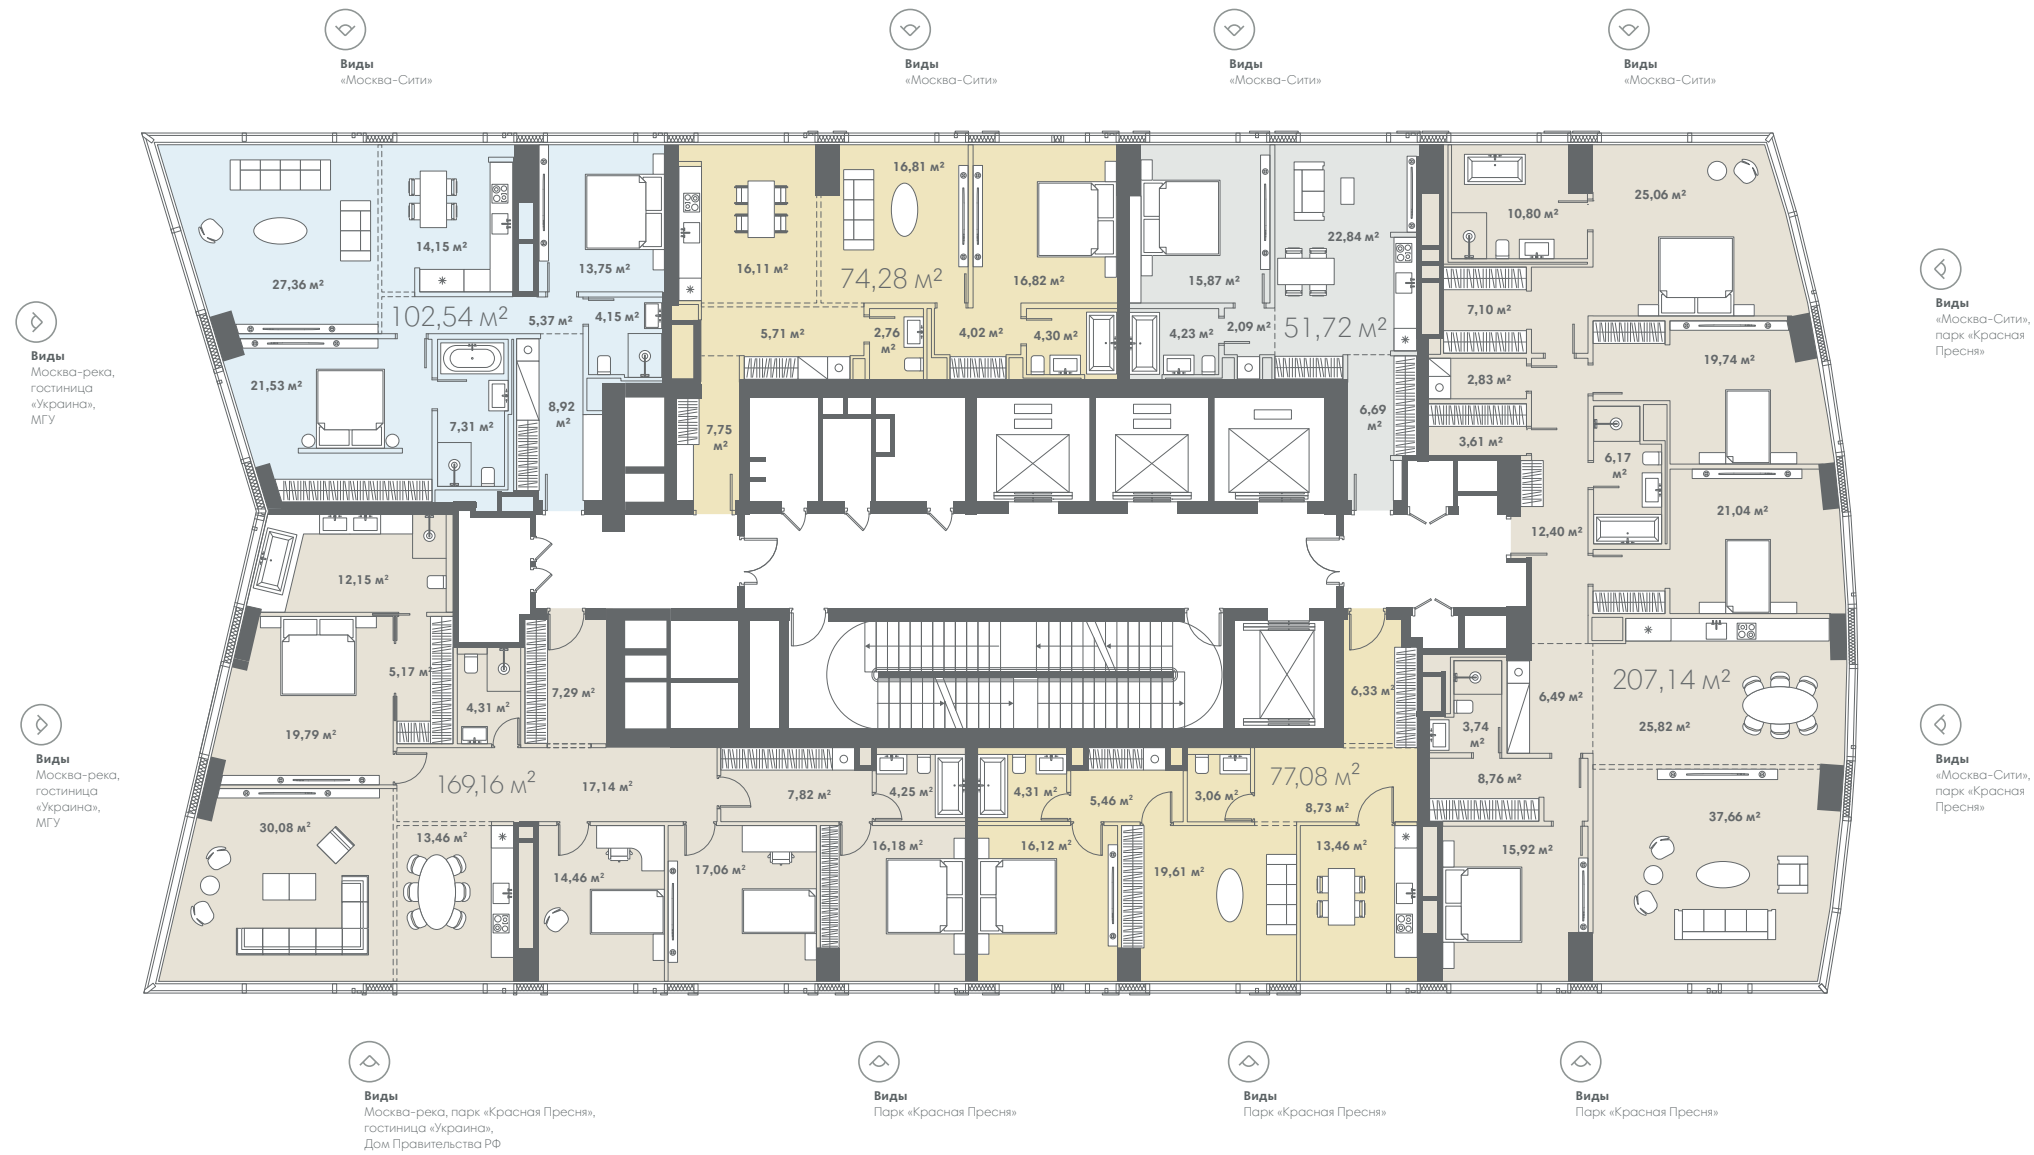 Виды
«Москва-Сити»
Виды
«Москва-Сити»
Виды
«Москва-Сити»
Виды
«Москва-Сити»
Виды
Москва-река,
гостиница
«Украина»,
МГУ
Виды
Москва-река,
гостиница
«Украина»,
МГУ
27,36 м²
14,15 м²
13,75 м²
102,54 м²
5,37 м²
4,15 м²
21,53 м²
7,31 м²
8,92
м²
16,11 м²
16,81 м²
74,28 м²
16,82 м²
5,71 м²
2,76
м²
4,02 м²
4,30 м²
7,75
м²
15,87 м²
22,84 м²
4,23 м²
2,09 м²
51,72 м²
6,69
м²
10,80 м²
25,06 м²
7,10 м²
19,74 м²
2,83 м²
3,61 м²
6,17
м²
21,04 м²
12,40 м²
207,14 м²
6,49 м²
25,82 м²
3,74
м²
8,76 м²
37,66 м²
15,92 м²
12,15 м²
5,17 м²
19,79 м²
4,31 м²
7,29 м²
169,16 м²
17,14 м²
7,82 м²
4,25 м²
30,08 м²
13,46 м²
14,46 м²
17,06 м²
16,18 м²
6,33 м²
77,08 м²
4,31 м²
5,46 м²
3,06 м²
8,73 м²
16,12 м²
19,61 м²
13,46 м²
Виды
«Москва-Сити»,
парк «Красная
Пресня»
Виды
«Москва-Сити»,
парк «Красная
Пресня»
Виды
Москва-река, парк «Красная Пресня»,
гостиница «Украина»,
Дом Правительства РФ
Виды
Парк «Красная Пресня»
Виды
Парк «Красная Пресня»
Виды
Парк «Красная Пресня»